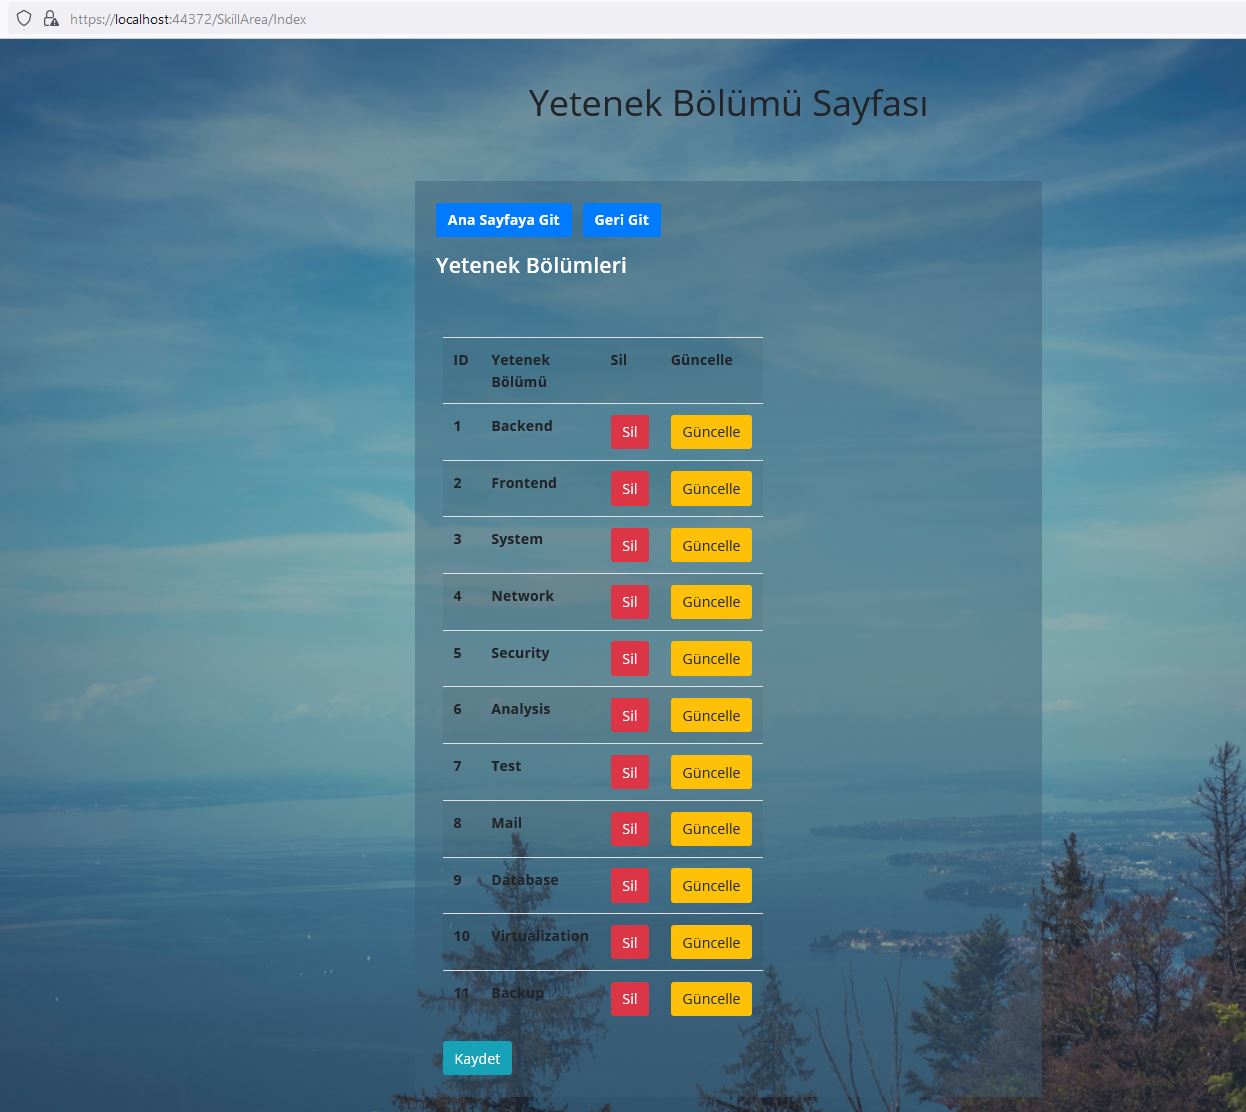 https://localhost:44372/SkillArea/Index
Yetenek Bölümü Sayfası
Ana Sayfaya Git Geri Git
Yetenek Bölümleri
ID Yetenek Bölümü Sil Güncelle
1 Backend Sil Güncelle
2 Frontend Sil Güncelle
3 System Sil Güncelle
4 Network Sil Güncelle
5 Security Sil Güncelle
6 Analysis Sil Güncelle
7 Test Sil Güncelle
8 Mail Sil Güncelle
9 Database Sil Güncelle
10 Virtualization Sil Güncelle
11 Backup Sil Güncelle
Kaydet